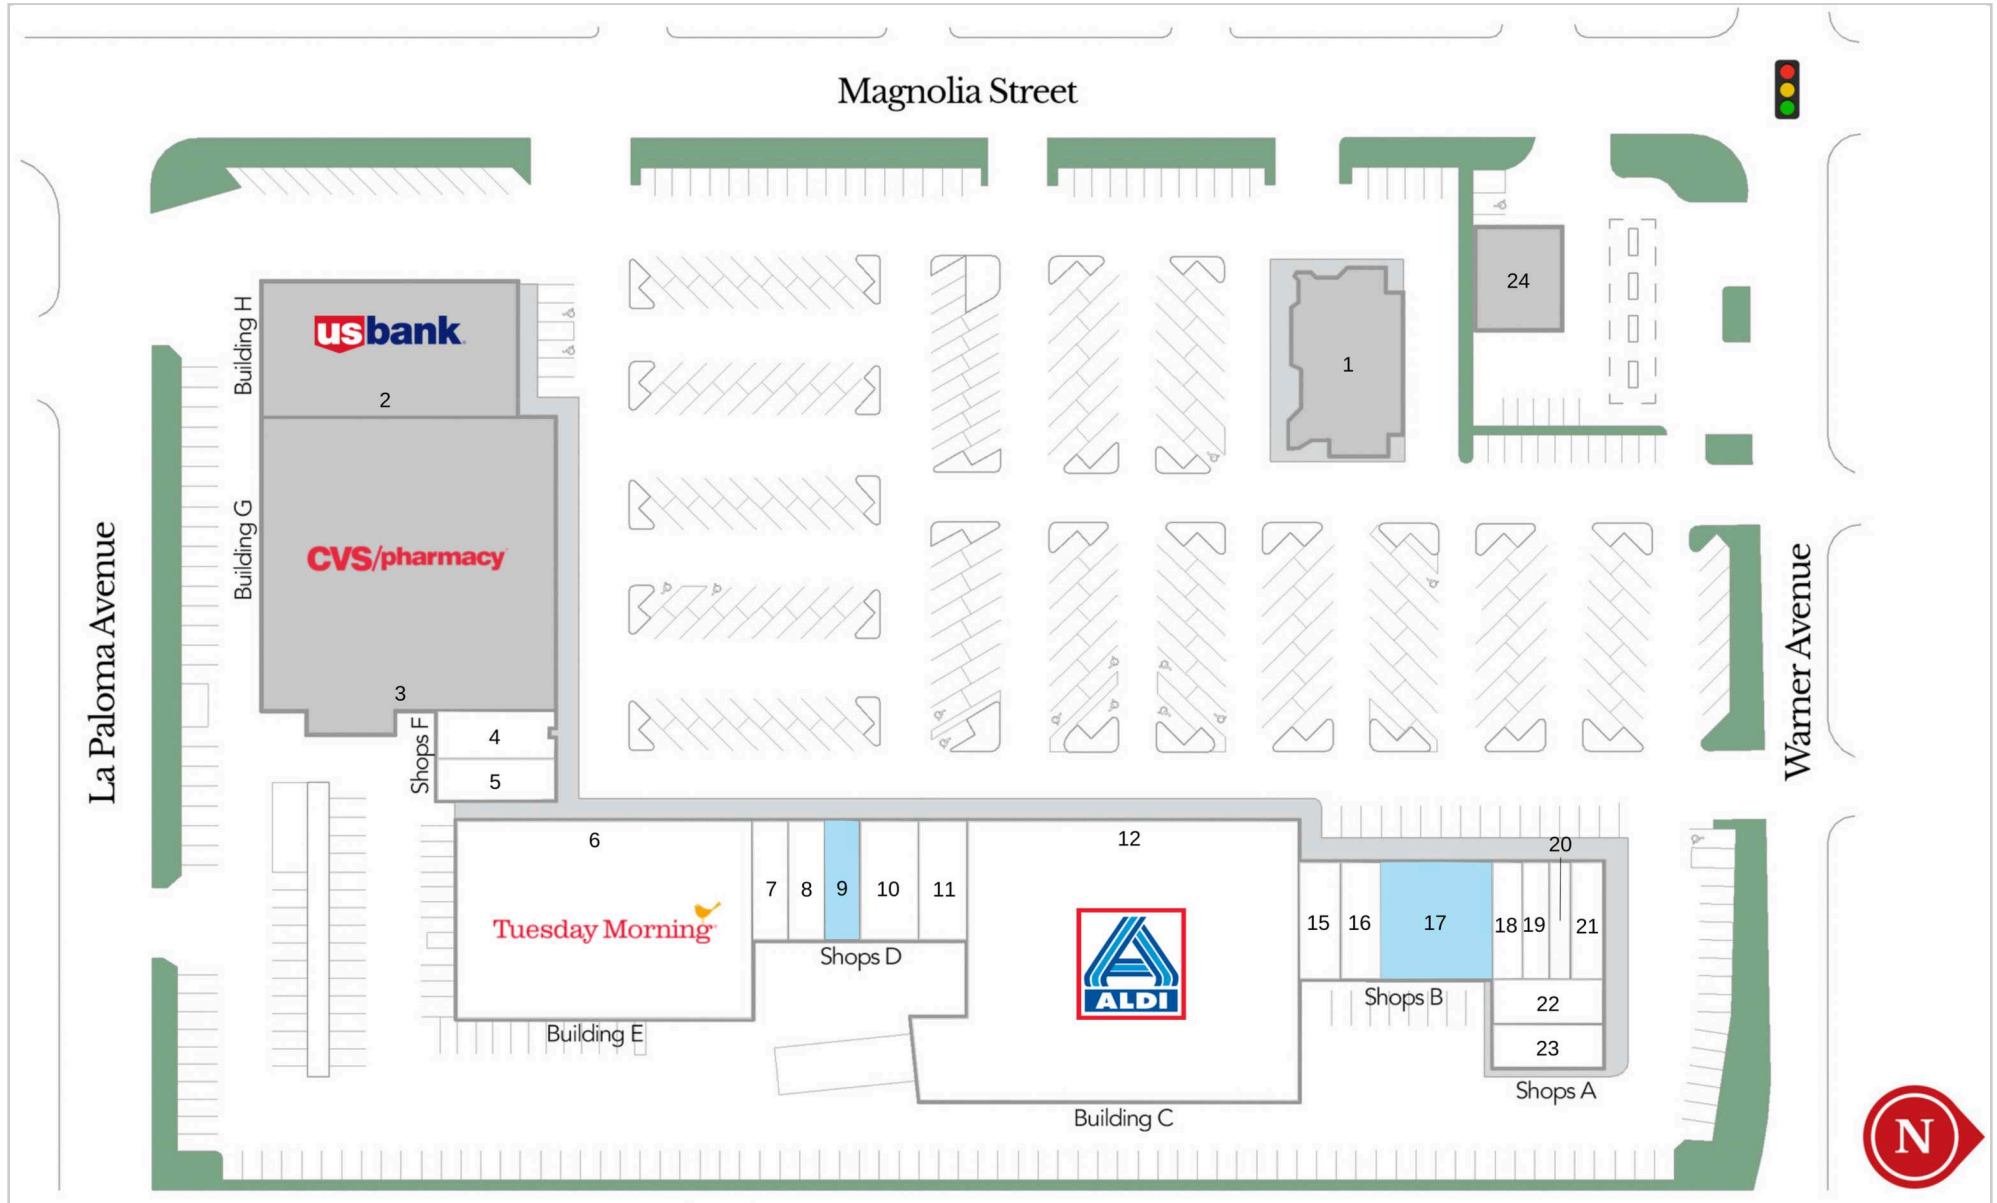 Magnolia Street
24
1
Building H
usbank
2
Building G
CVS/pharmacy
La Paloma Avenue
Warner Avenue
3
Shops F
4
5
6
Tuesday Morning
Building E
7
8
9
10
11
Shops D
12
ALDI
Building C
15
16
17
18
19
20
21
Shops B
22
23
Shops A
N